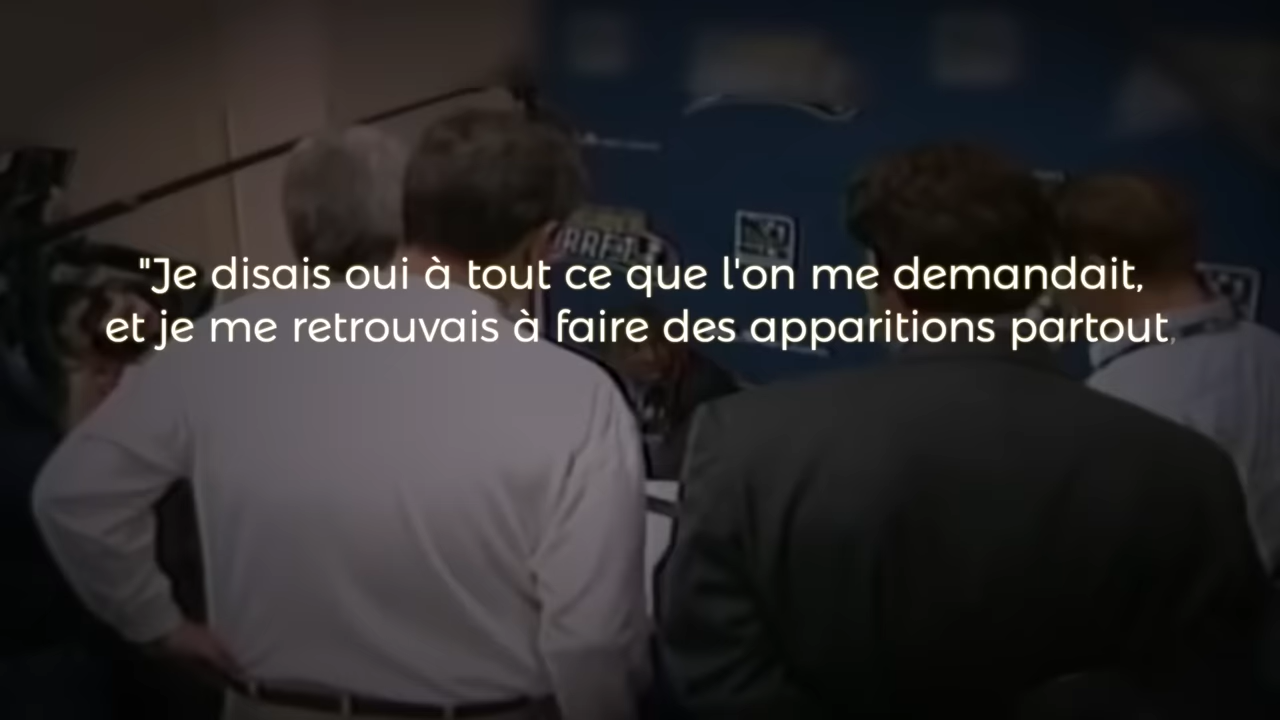 "Je disais oui à tout ce que l'on me demandait,
et je me retrouvais à faire des apparitions partout,